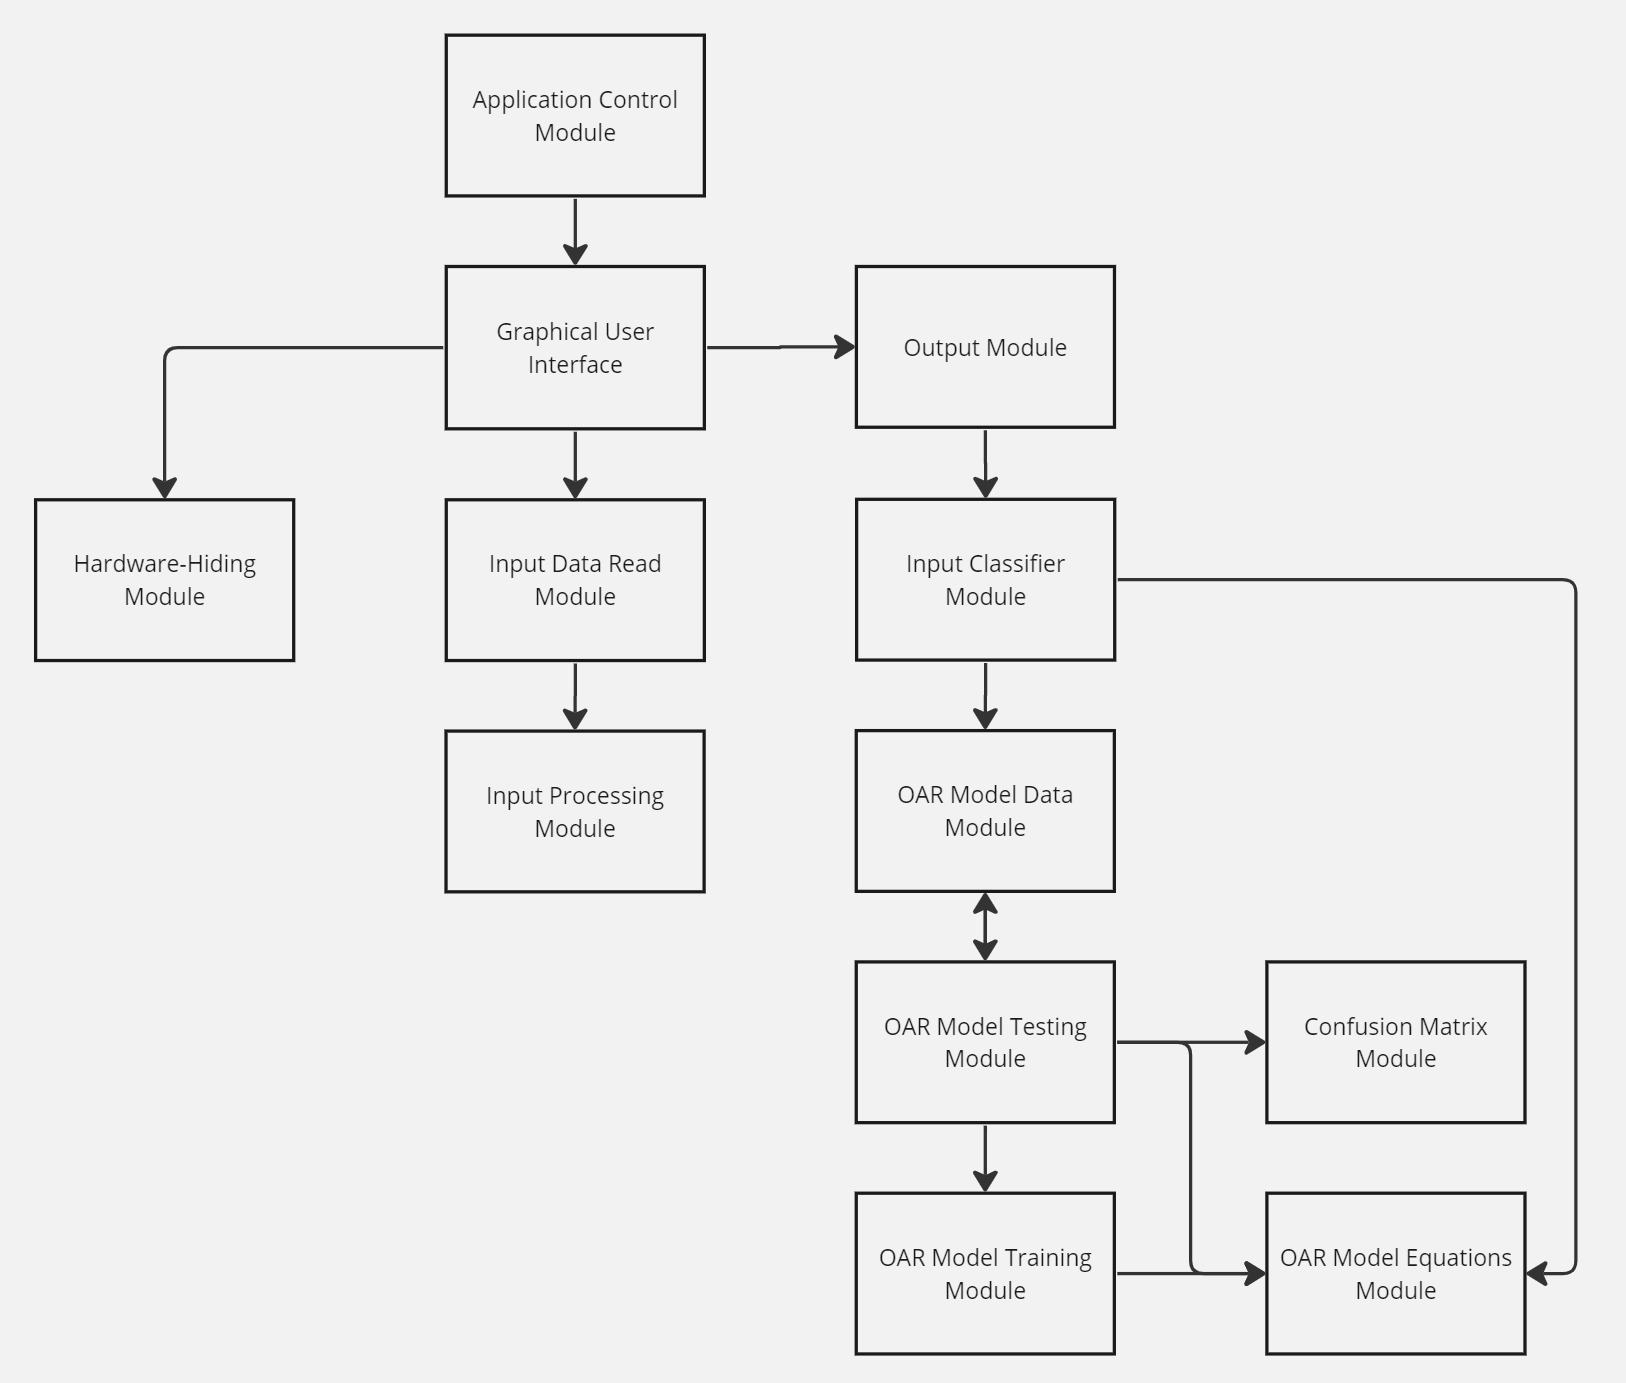 Application Control
Module
Graphical User
Interface
Output Module
Hardware-Hiding
Module
Input Data Read
Module
Input Classifier
Module
Input Processing
Module
OAR Model Data
Module
OAR Model Testing
Module
Confusion Matrix
Module
OAR Model Training
Module
OAR Model Equations
Module